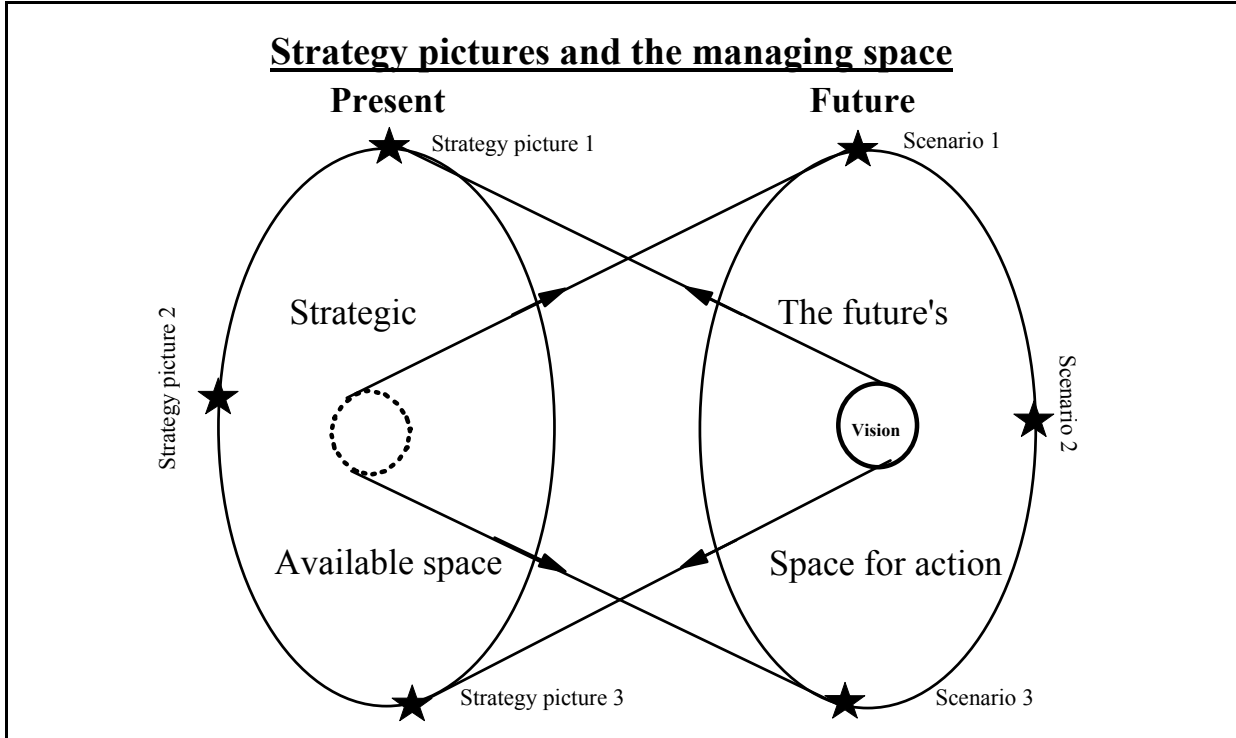 Strategy pictures and the managing space
Present
Future
Strategy picture 1
Scenario 1
Strategic
The future's
Strategy picture 2
Scenario 2
Vision
Available space
Space for action
Strategy picture 3
Scenario 3